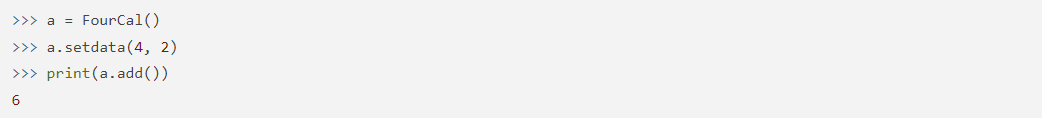 >>> a = FourCal()
>>> a.setdata(4, 2)
>>> print(a.add())
6